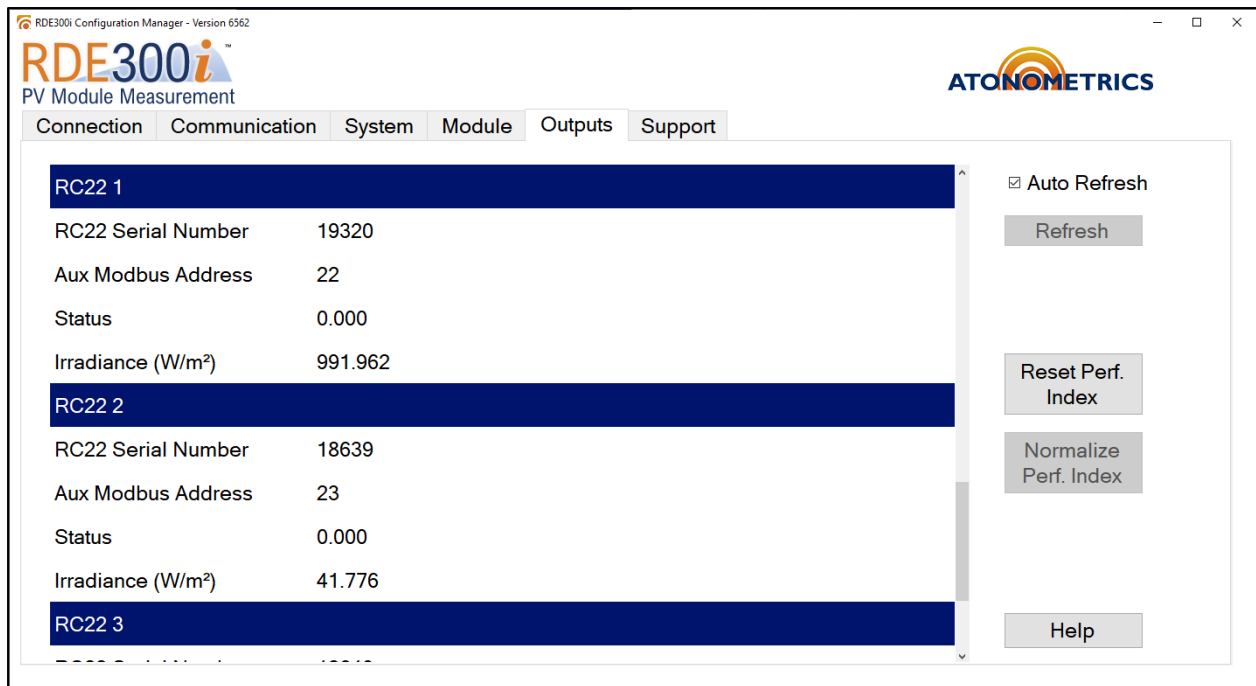 RDE300i Configuration Manager - Version 6562
RDE300i™
PV Module Measurement
ATONOMETRICS
Connection Communication System Module Outputs Support
RC22 1
RC22 Serial Number 19320
Aux Modbus Address 22
Status 0.000
Irradiance (W/m²) 991.962
RC22 2
RC22 Serial Number 18639
Aux Modbus Address 23
Status 0.000
Irradiance (W/m²) 41.776
RC22 3
Auto Refresh
Refresh
Reset Perf.
Index
Normalize
Perf. Index
Help